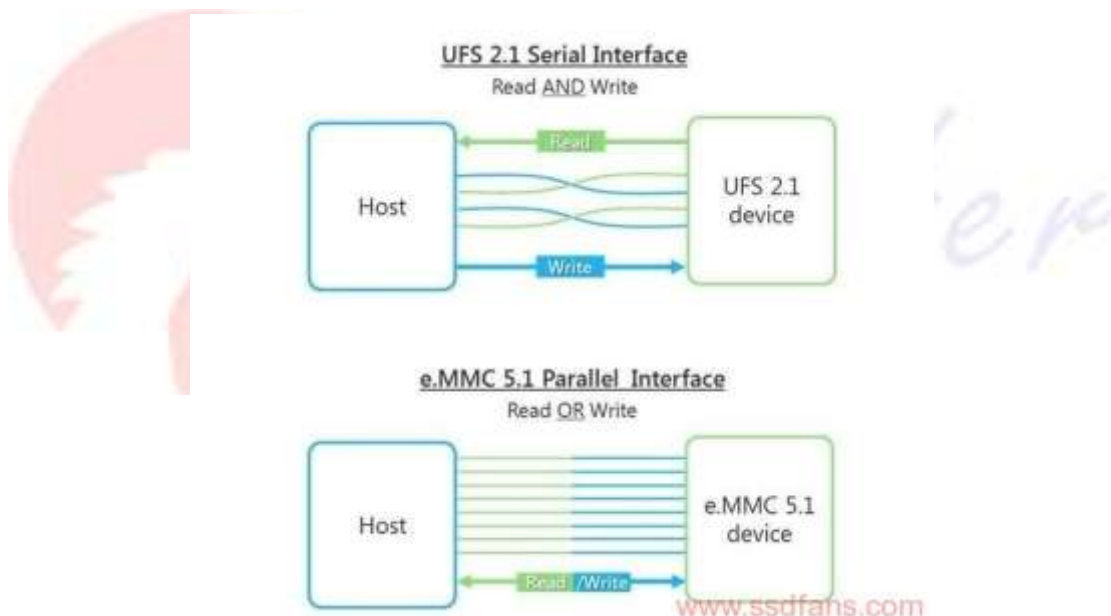 UFS 2.1 Serial Interface
Read AND Write
Read
Host
UFS 2.1
device
Write
e.MMC 5.1 Parallel Interface
Read OR Write
Host
e.MMC 5.1
device
Read /Write
www.ssdfans.com